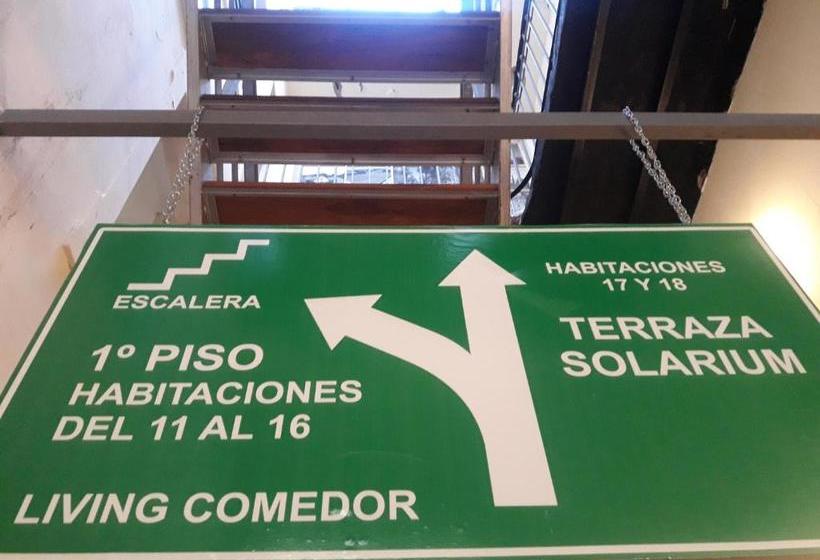 ESCALERA
1º PISO
HABITACIONES
DEL 11 AL 16
LIVING COMEDOR
HABITACIONES
17 Y 18
TERRAZA
SOLARIUM